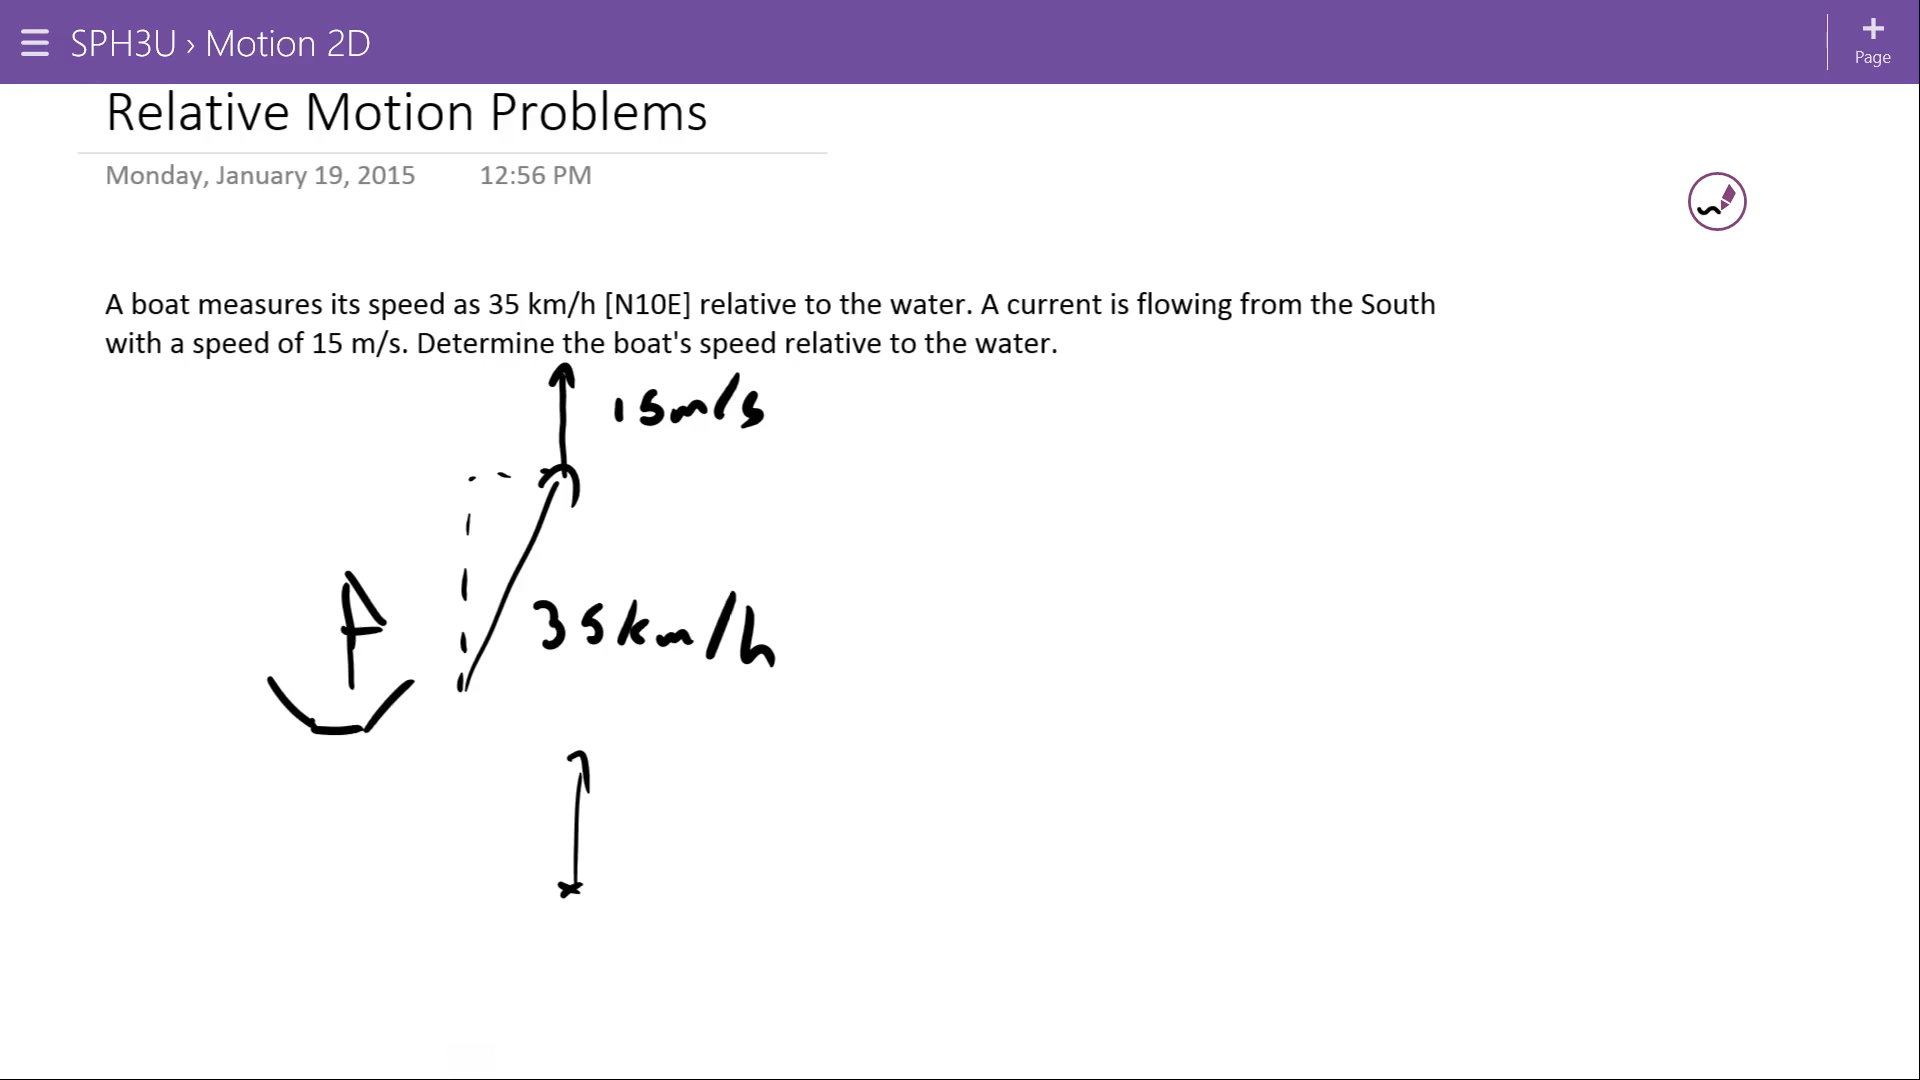 SPH3U › Motion 2D
+
Page
Relative Motion Problems
Monday, January 19, 2015 12:56 PM
A boat measures its speed as 35 km/h [N10E] relative to the water. A current is flowing from the South
with a speed of 15 m/s. Determine the boat's speed relative to the water.
15m/s
35km/h